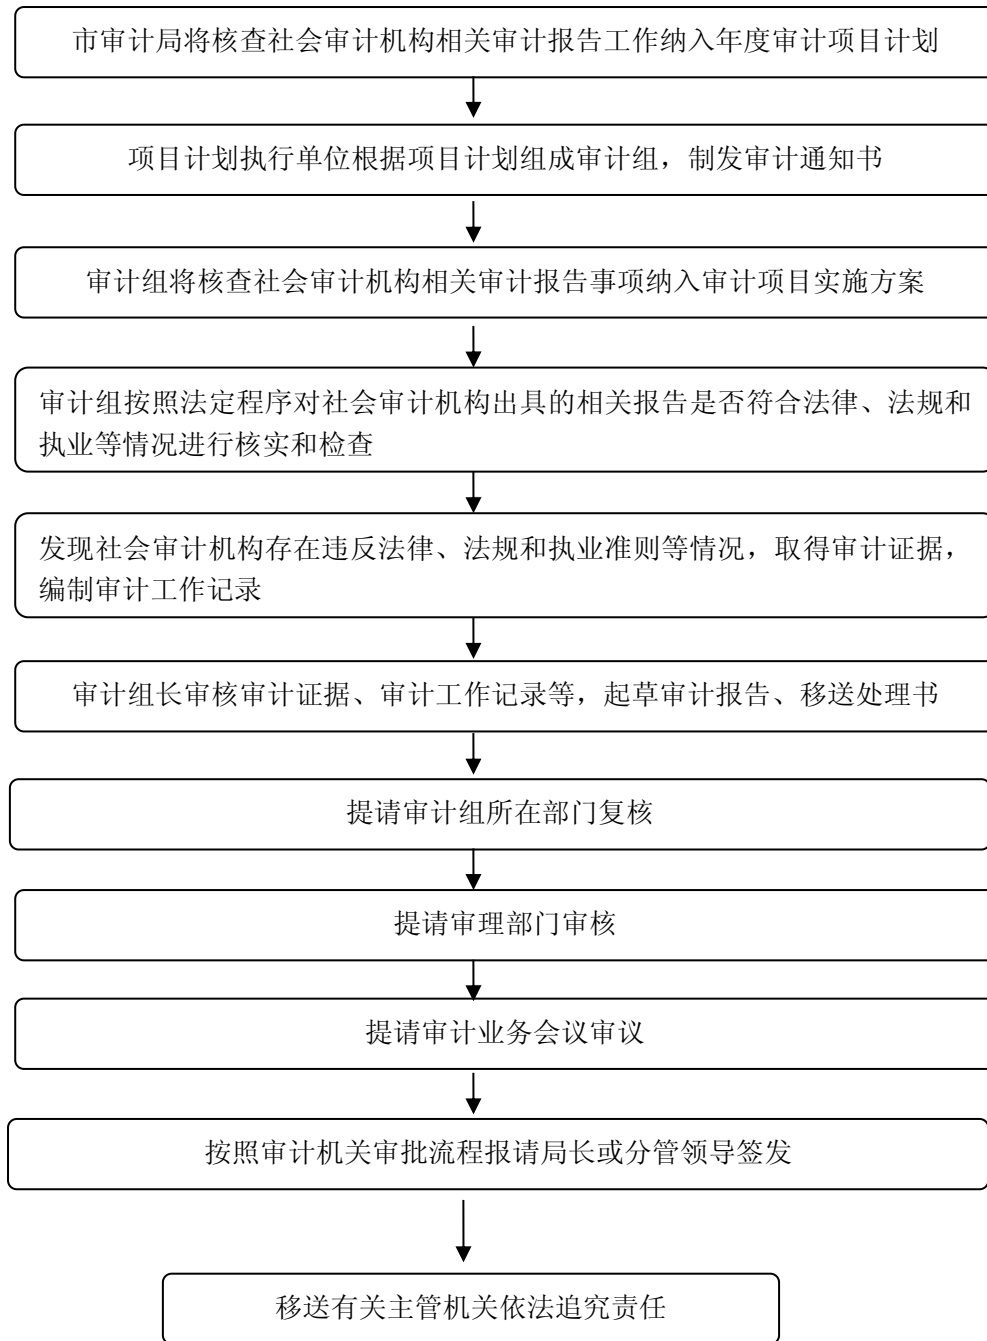 市审计局将核查社会审计机构相关审计报告工作纳入年度审计项目计划
项目计划执行单位根据项目计划组成审计组，制发审计通知书
审计组将核查社会审计机构相关审计报告事项纳入审计项目实施方案
审计组按照法定程序对社会审计机构出具的相关报告是否符合法律、法规和
执业等情况进行核实和检查
发现社会审计机构存在违反法律、法规和执业准则等情况，取得审计证据，
编制审计工作记录
审计组长审核审计证据、审计工作记录等，起草审计报告、移送处理书
提请审计组所在部门复核
提请审理部门审核
提请审计业务会议审议
按照审计机关审批流程报请局长或分管领导签发
移送有关主管机关依法追究责任